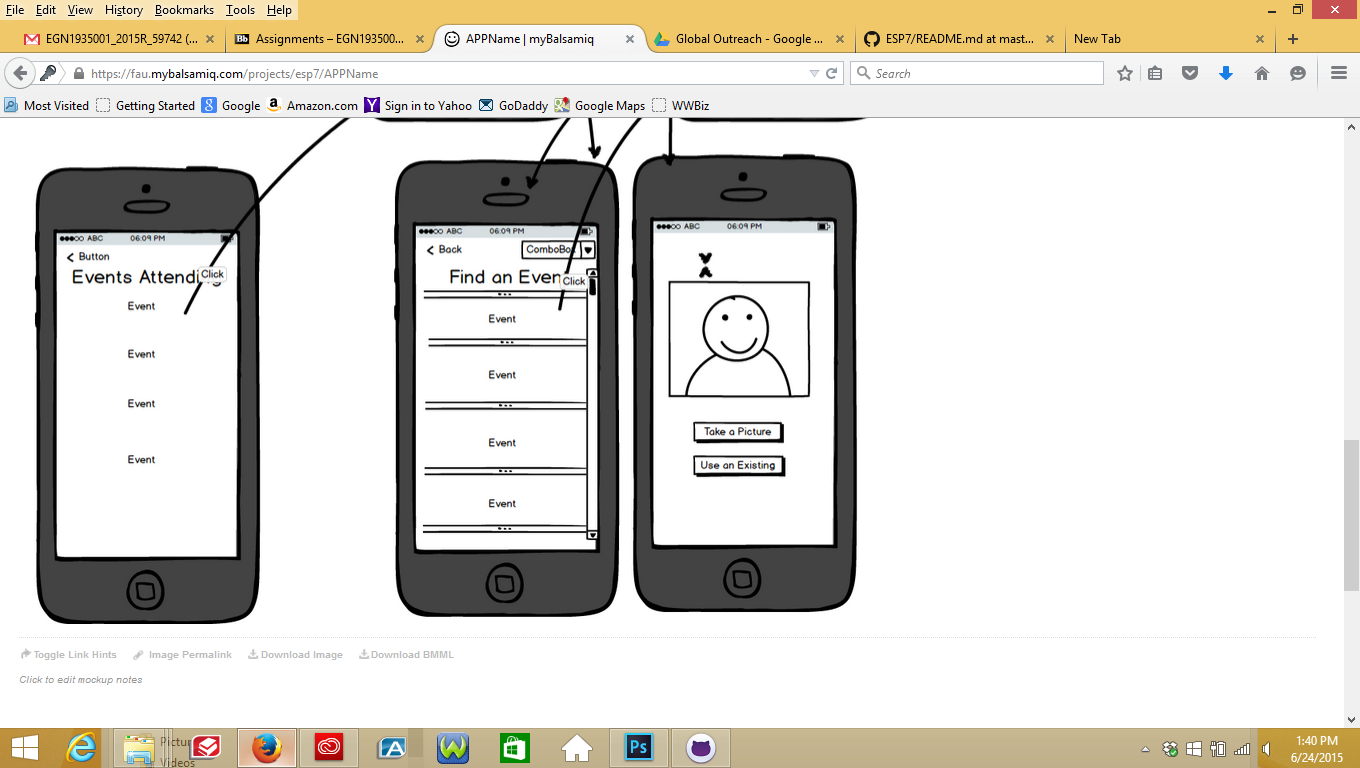 File Edit View History Bookmarks Tools Help
EGN1935001_2015R_59742 (...
Assignments – EGN193500...
APPName | myBalsamiq
Global Outreach - Google ...
ESP7/README.md at mast...
New Tab
https://fau.mybalsamiq.com/projects/esp7/APPName
Search
Most Visited Getting Started Google Amazon.com Sign in to Yahoo GoDaddy Google Maps WWBiz
ABC 06:09 PM
Button
Events Attending
Click
Event
Event
Event
Event
ABC 06:09 PM
Back ComboBox
Find an Event
Click
Event
Event
Event
Event
ABC 06:09 PM
Take a Picture
Use an Existing
Toggle Link Hints Image Permalink Download Image Download BMML
Click to edit mockup notes
Videos
Ps
1:40 PM
6/24/2015